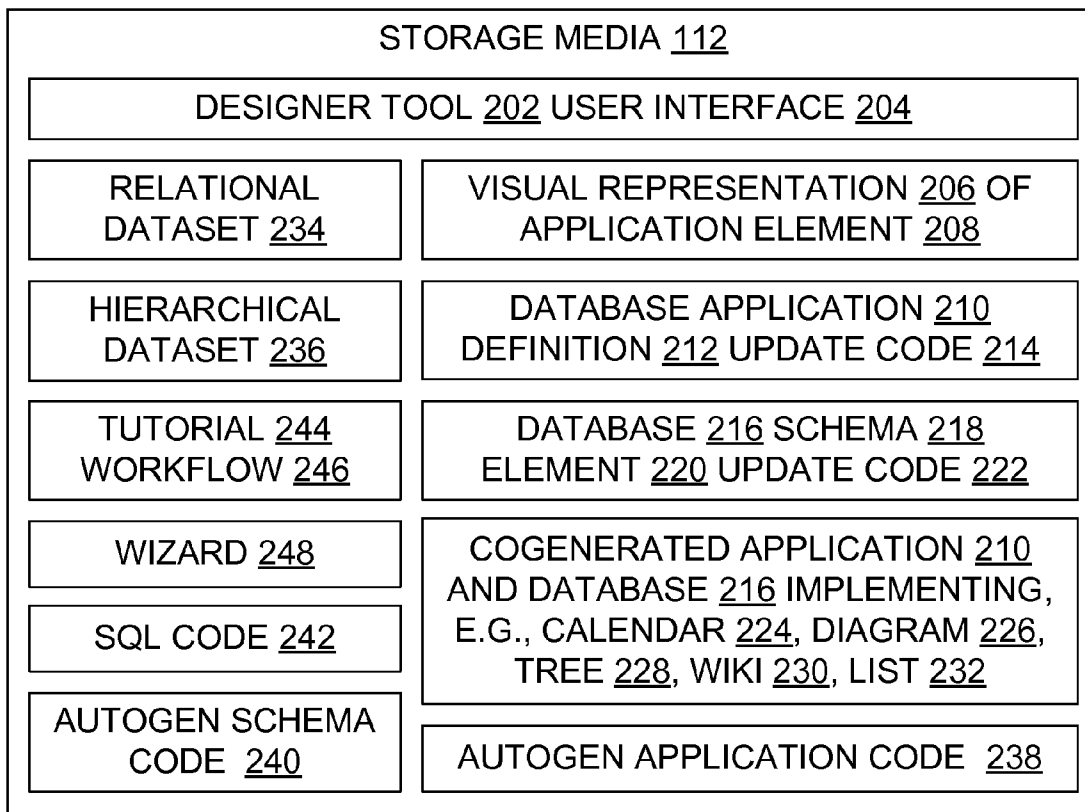 STORAGE MEDIA 112
DESIGNER TOOL 202 USER INTERFACE 204
RELATIONAL
DATASET 234
VISUAL REPRESENTATION 206 OF
APPLICATION ELEMENT 208
HIERARCHICAL
DATASET 236
DATABASE APPLICATION 210
DEFINITION 212 UPDATE CODE 214
TUTORIAL 244
WORKFLOW 246
DATABASE 216 SCHEMA 218
ELEMENT 220 UPDATE CODE 222
WIZARD 248
SQL CODE 242
COGENERATED APPLICATION 210
AND DATABASE 216 IMPLEMENTING,
E.G., CALENDAR 224, DIAGRAM 226,
TREE 228, WIKI 230, LIST 232
AUTOGEN SCHEMA
CODE 240
AUTOGEN APPLICATION CODE 238